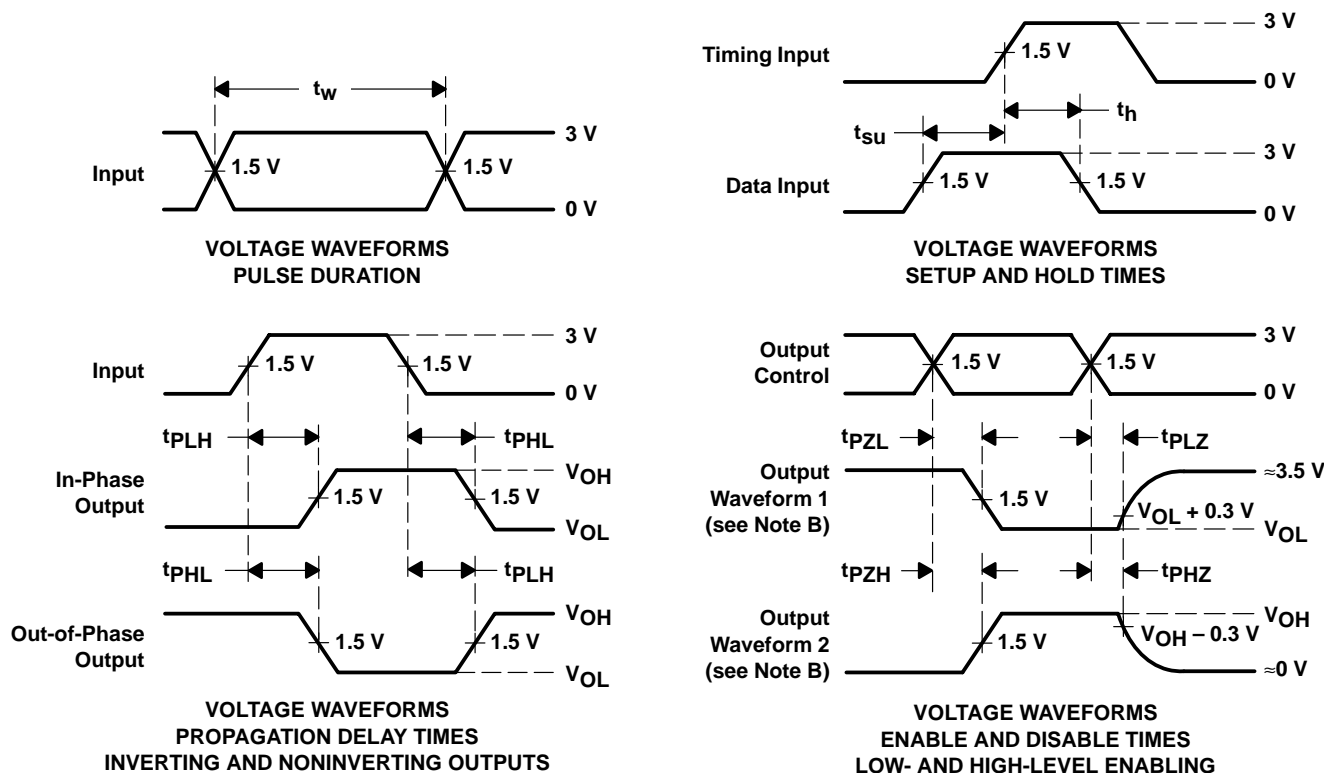 tw
Input
1.5 V
1.5 V
3 V
0 V
VOLTAGE WAVEFORMS
PULSE DURATION
Timing Input
1.5 V
3 V
0 V
th
tsu
Data Input
1.5 V
1.5 V
3 V
0 V
VOLTAGE WAVEFORMS
SETUP AND HOLD TIMES
Input
1.5 V
1.5 V
3 V
0 V
tPLH
tPHL
In-Phase
Output
1.5 V
1.5 V
VOH
VOL
tPHL
tPLH
Out-of-Phase
Output
1.5 V
1.5 V
VOH
VOL
VOLTAGE WAVEFORMS
PROPAGATION DELAY TIMES
INVERTING AND NONINVERTING OUTPUTS
Output
Control
1.5 V
1.5 V
3 V
0 V
tPZL
tPLZ
Output
Waveform 1
(see Note B)
1.5 V
≈3.5 V
VOL + 0.3 V
VOL
tPZH
tPHZ
Output
Waveform 2
(see Note B)
1.5 V
VOH
VOH – 0.3 V
≈0 V
VOLTAGE WAVEFORMS
ENABLE AND DISABLE TIMES
LOW- AND HIGH-LEVEL ENABLING